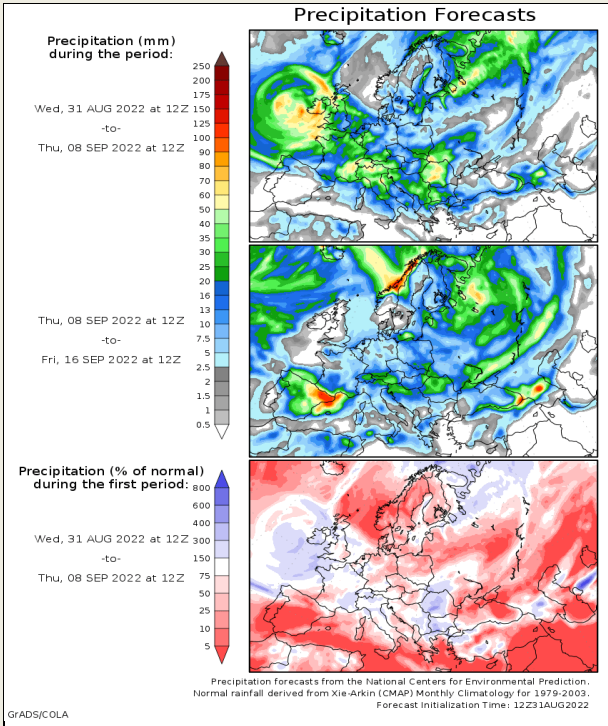 Precipitation Forecasts
Precipitation (mm)
during the period:
Wed, 31 AUG 2022 at 12Z
-to-
Thu, 08 SEP 2022 at 12Z
250
200
175
150
125
100
90
80
70
60
50
40
35
30
25
20
16
13
10
7.5
5
2.5
2
1.5
1
0.5
Thu, 08 SEP 2022 at 12Z
-to-
Fri, 16 SEP 2022 at 12Z
Precipitation (% of normal)
during the first period:
800
600
400
300
150
75
50
25
10
5
Wed, 31 AUG 2022 at 12Z
-to-
Thu, 08 SEP 2022 at 12Z
Precipitation forecasts from the National Centers for Environmental Prediction.
Normal rainfall derived from Xie-Arkin (CMAP) Monthly Climatology for 1979-2003.
Forecast Initialization Time: 12Z31AUG2022
GrADS/COLA